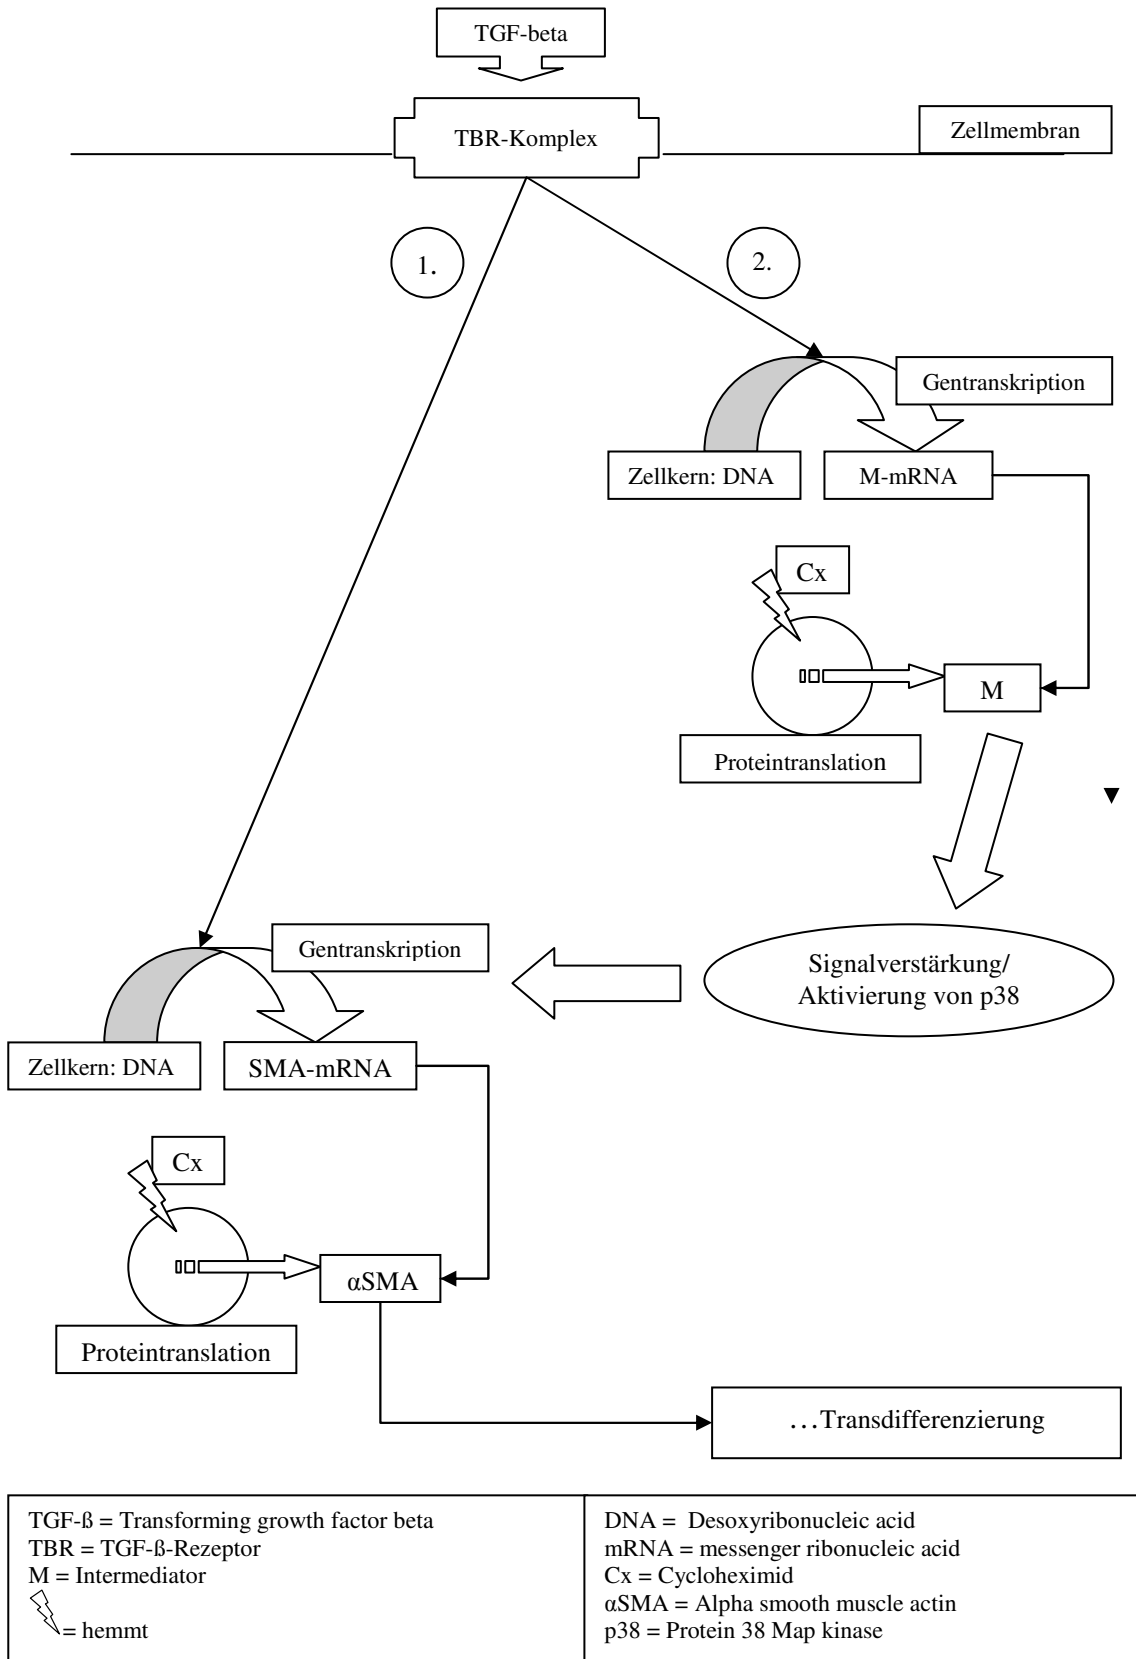 TGF-beta
TBR-Komplex
Zellmembran
1.
2.
Gentranskription
Zellkern: DNA
M-mRNA
Cx
M
Proteintranslation
Signalverstärkung/
Aktivierung von p38
Gentranskription
Zellkern: DNA
SMA-mRNA
Cx
αSMA
Proteintranslation
…Transdifferenzierung
TGF-ß = Transforming growth factor beta
TBR = TGF-ß-Rezeptor
M = Intermediator
= hemmt
DNA = Desoxyribonucleic acid
mRNA = messenger ribonucleic acid
Cx = Cycloheximid
αSMA = Alpha smooth muscle actin
p38 = Protein 38 Map kinase